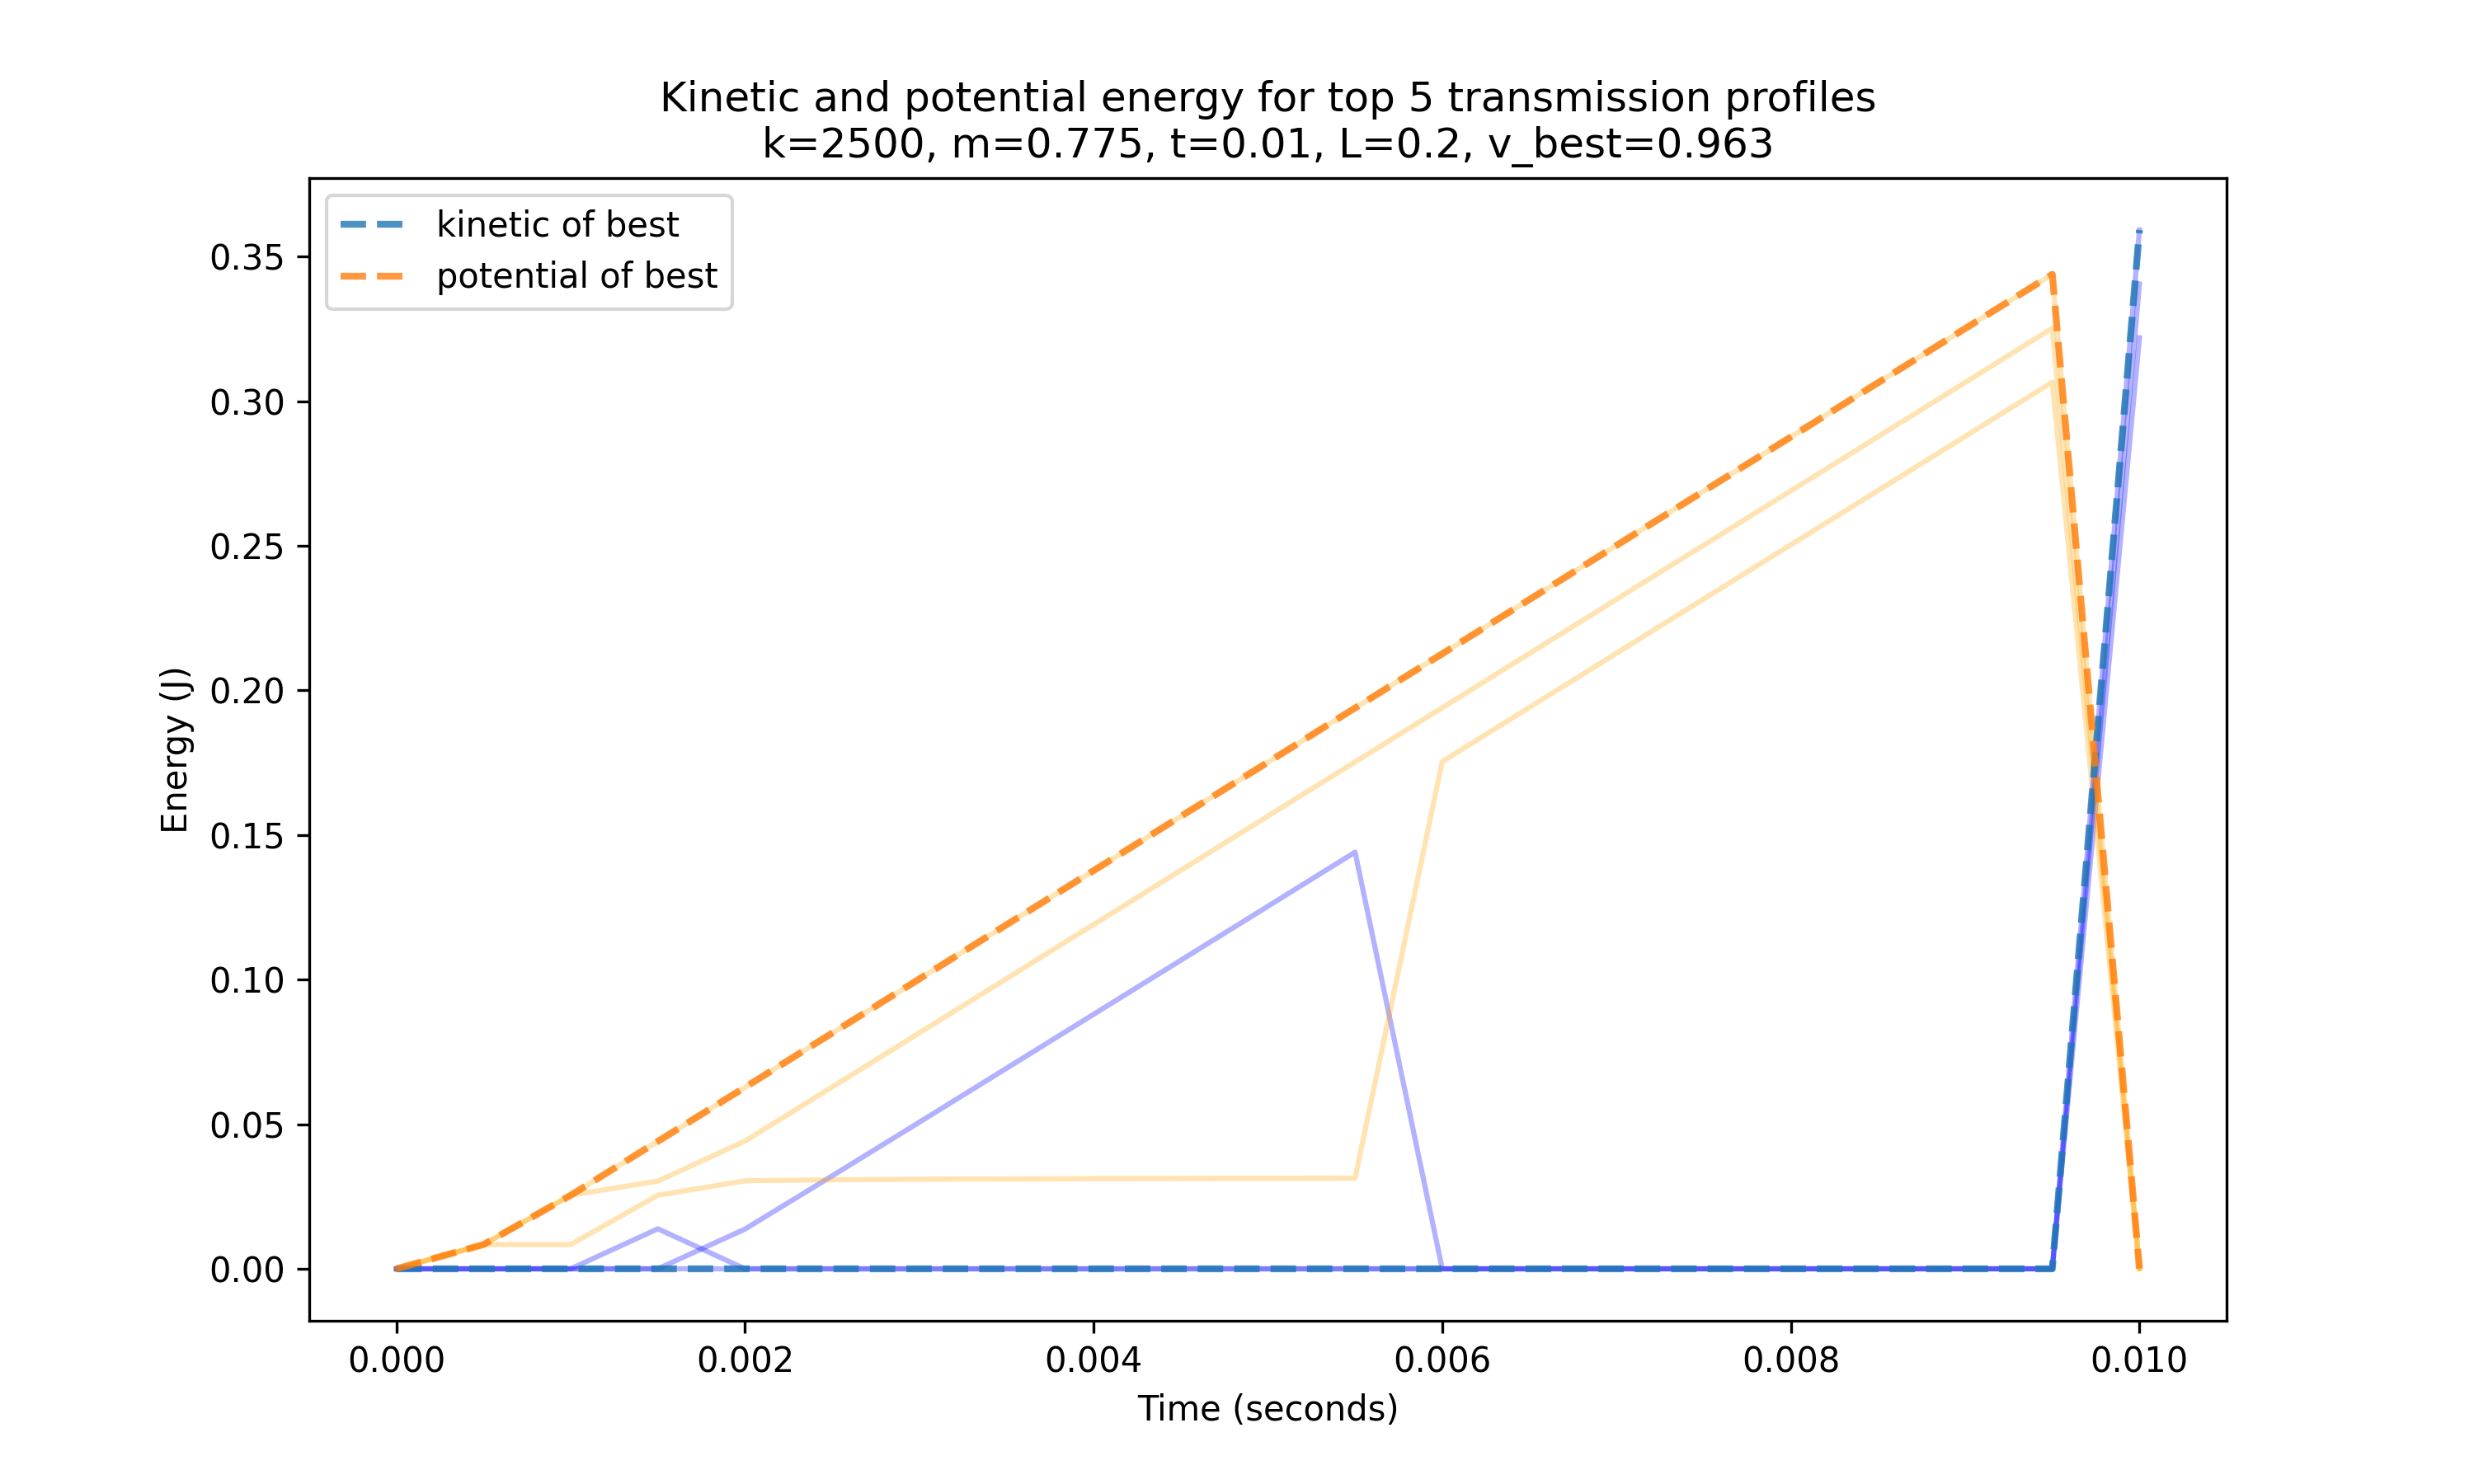 Kinetic and potential energy for top 5 transmission profiles
k=2500, m=0.775, t=0.01, L=0.2, v_best=0.963
kinetic of best
potential of best
0.35
0.30
0.25
0.20
0.15
0.10
0.05
0.00
Energy (J)
0.000 0.002 0.004 0.006 0.008 0.010
Time (seconds)